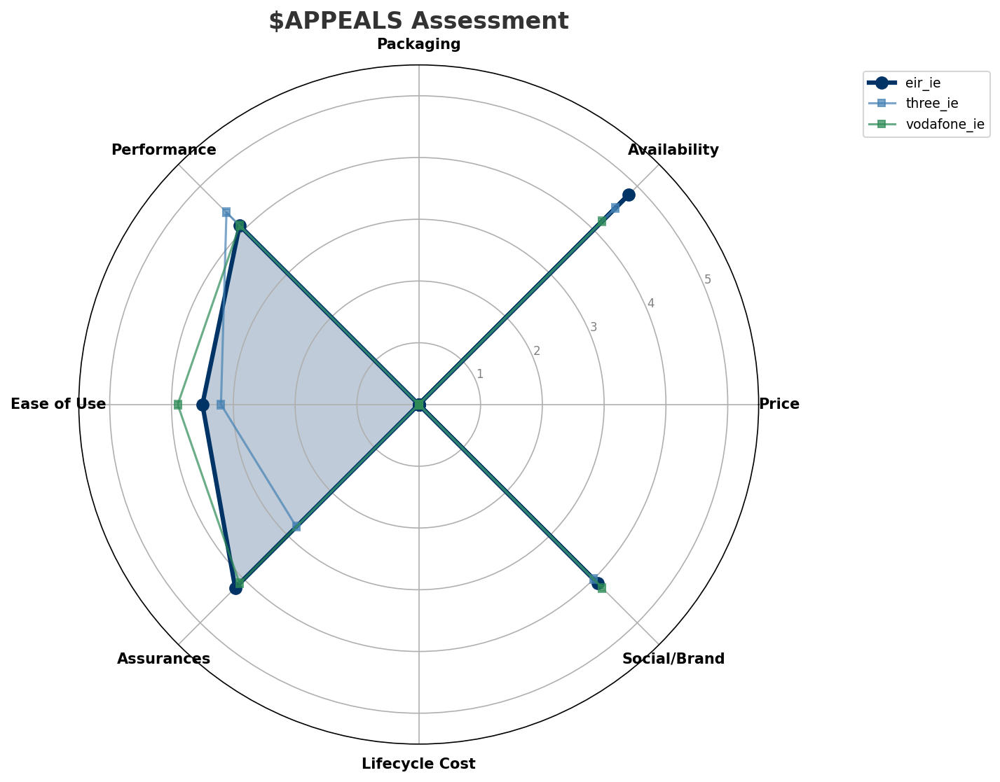 $APPEALS Assessment
Packaging
eir_ie
three_ie
vodafone_ie
Performance
Availability
5
4
3
2
1
Ease of Use
Price
Assurances
Social/Brand
Lifecycle Cost